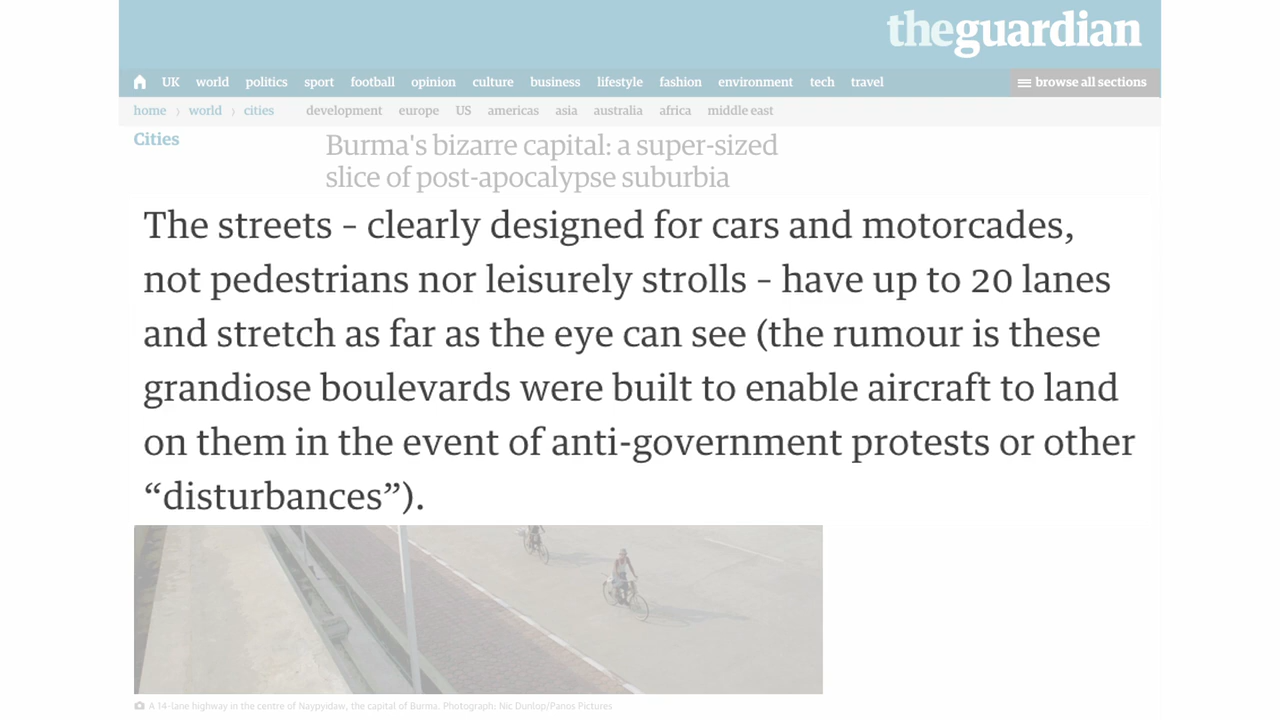 theguardian
UK world politics sport football opinion culture business lifestyle fashion environment tech travel browse all sections
home › world › cities development europe US americas asia australia africa middle east
Cities
Burma's bizarre capital: a super-sized
slice of post-apocalypse suburbia
The streets – clearly designed for cars and motorcades,
not pedestrians nor leisurely strolls – have up to 20 lanes
and stretch as far as the eye can see (the rumour is these
grandiose boulevards were built to enable aircraft to land
on them in the event of anti-government protests or other
“disturbances”).
A 14-lane highway in the centre of Naypyidaw, the capital of Burma. Photograph: Nic Dunlop/Panos Pictures